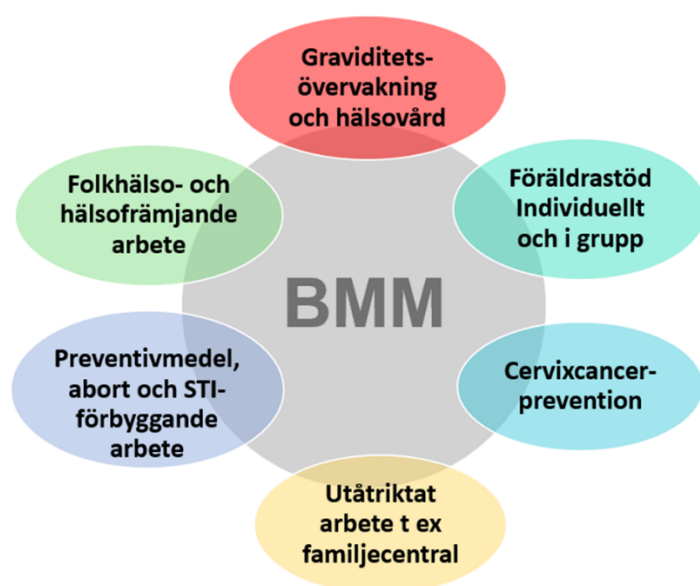 Graviditets-
övervakning
och hälsovård
Föräldrastöd
Individuellt
och i grupp
Cervixcancer-
prevention
Utåtriktat
arbete t ex
familjecentral
Preventivmedel,
abort och STI-
förbyggande
arbete
Folkhälso- och
hälsofrämjande
arbete
BMM